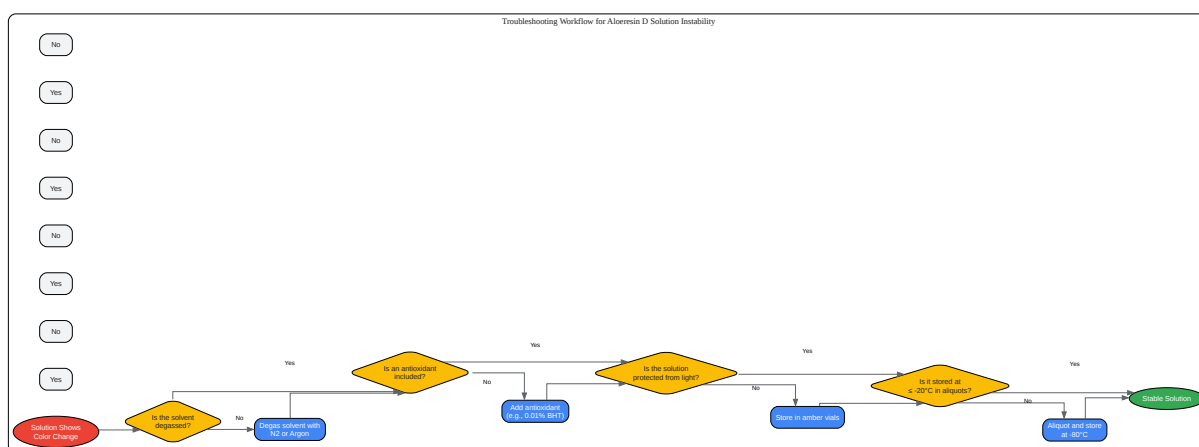 Troubleshooting Workflow for Aloeresin D Solution Instability
No
Yes
No
Yes
No
Yes
No
Yes
Solution Shows
Color Change
Is the solvent
degassed?
Yes
No
Degas solvent with
N2 or Argon
Is an antioxidant
included?
Yes
No
Add antioxidant
(e.g., 0.01% BHT)
Is the solution
protected from light?
Yes
No
Store in amber vials
Is it stored at
≤ -20°C in aliquots?
Yes
No
Aliquot and store
at -80°C
Stable Solution